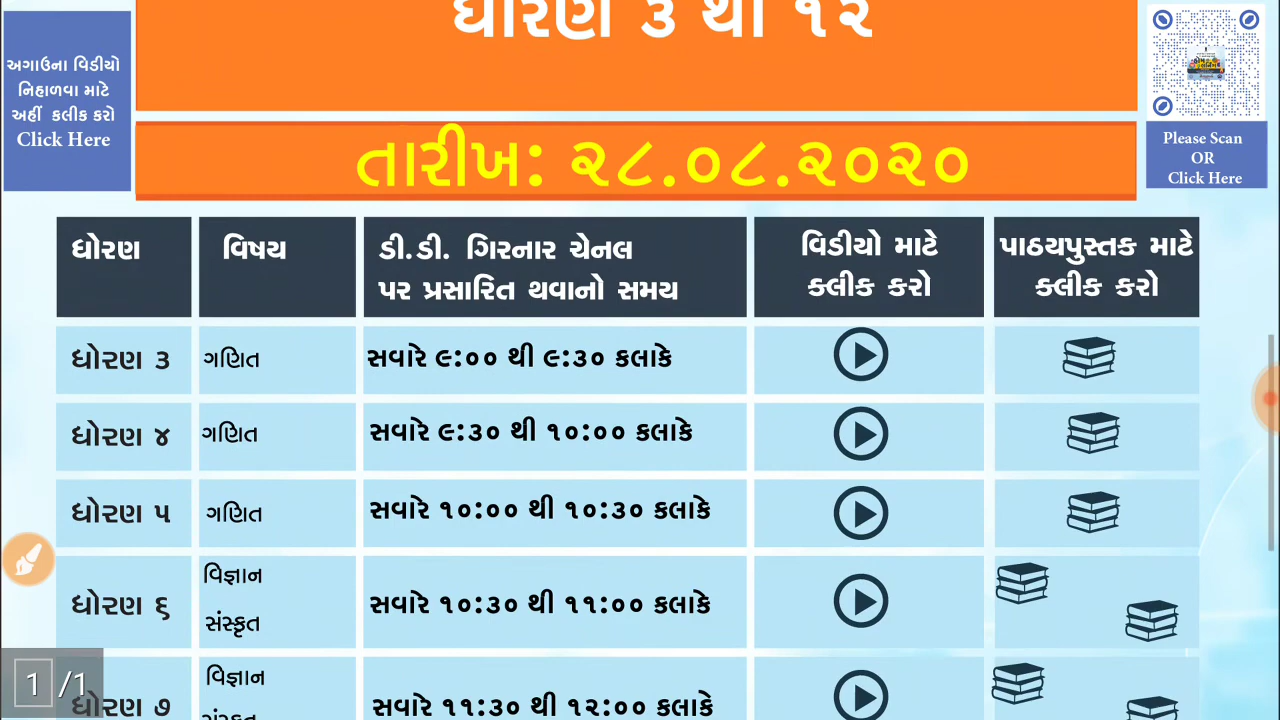 ધોરણ ૩ થી ૧૨
અગાઉના વિડીયો
નિહાળવા માટે
અહીં કલીક કરો
Click Here
તારીખ: ૨૮.૦૮.૨૦૨૦
Please Scan
OR
Click Here
ધોરણ વિષય ડી.ડી. ગિરનાર ચેનલ પર પ્રસારિત થવાનો સમય વિડીયો માટે ક્લીક કરો પાઠયપુસ્તક માટે ક્લીક કરો
ધોરણ ૩ ગણિત સવારે ૯:૦૦ થી ૯:૩૦ કલાકે
ધોરણ ૪ ગણિત સવારે ૯:૩૦ થી ૧૦:૦૦ કલાકે
ધોરણ ૫ ગણિત સવારે ૧૦:૦૦ થી ૧૦:૩૦ કલાકે
વિજ્ઞાન
ધોરણ ૬ સવારે ૧૦:૩૦ થી ૧૧:૦૦ કલાકે
સંસ્કૃત
વિજ્ઞાન
ધોરણ ૭ સવારે ૧૧:૩૦ થી ૧૨:૦૦ કલાકે
સંસ્કૃત
1 /1